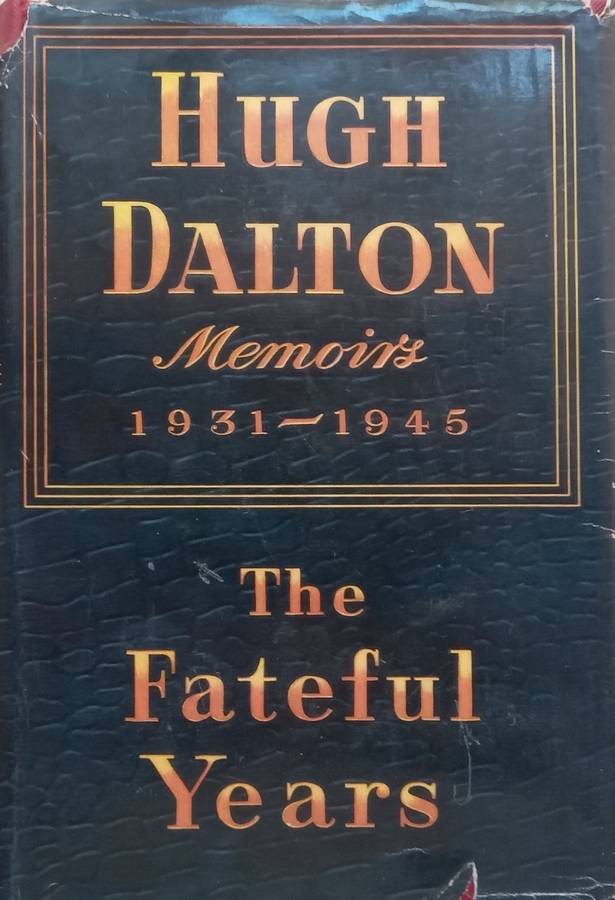 HUGH
DALTON
Memoirs
1931–1945
The
Fateful
Years